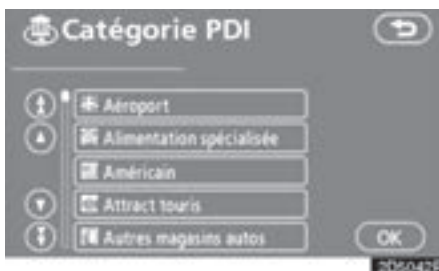 Catégorie PDI
Aéroport
Alimentation spécialisée
Américain
Attract touris
Autres magasins autos
OK